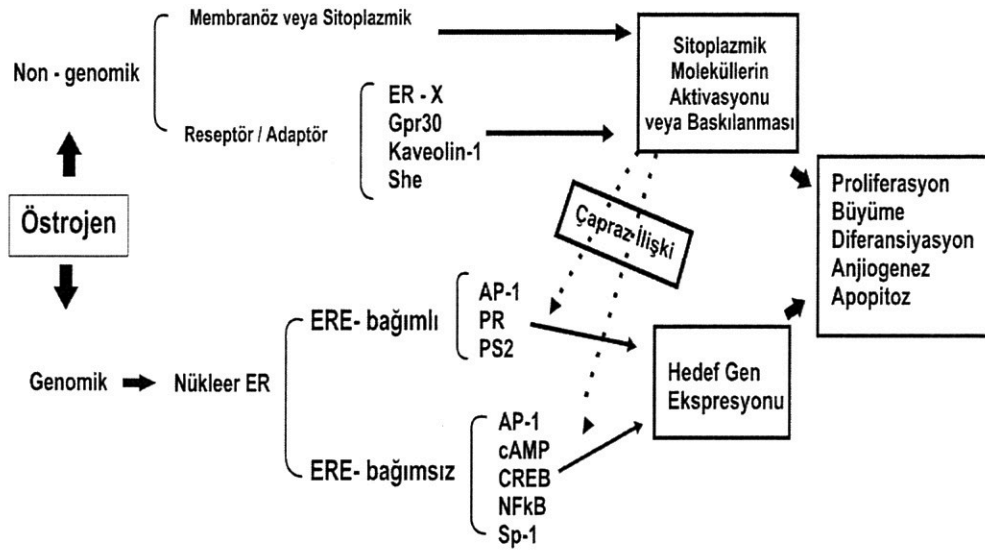 Membranöz veya Sitoplazmik
Non - genomik
Reseptör / Adaptör
ER - X
Gpr30
Kaveolin-1
She
Sitoplazmik
Moleküllerin
Aktivasyonu
veya Baskılanması
Östrojen
Çapraz İlişki
Proliferasyon
Büyüme
Diferansiyasyon
Anjiogenez
Apopitoz
Genomik
Nükleer ER
ERE- bağımlı
AP-1
PR
PS2
ERE- bağımsız
AP-1
cAMP
CREB
NFkB
Sp-1
Hedef Gen
Ekspresyonu